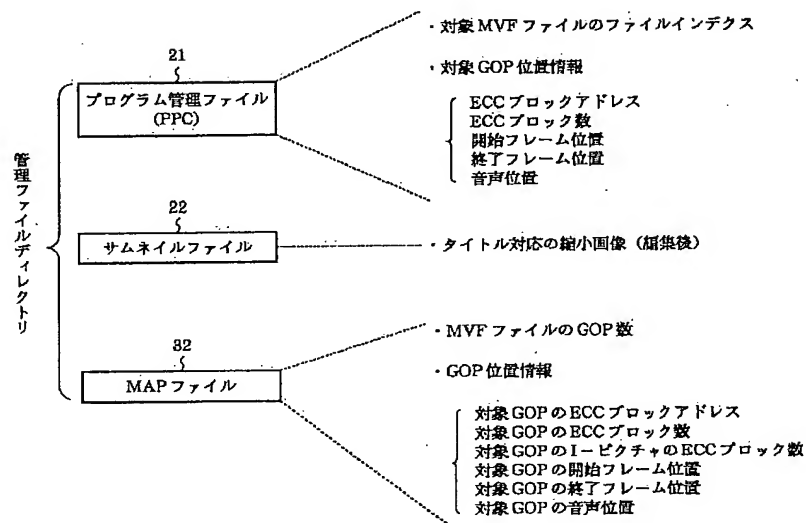 ・対象MVFファイルのファイルインデクス
21
・対象GOP位置情報
プログラム管理ファイル
(PPC)
ECCブロックアドレス
ECCブロック数
開始フレーム位置
終了フレーム位置
音声位置
管理ファイルディレクトリ
22
サムネイルファイル
・タイトル対応の縮小画像（編集後）
・MVFファイルのGOP数
32
・GOP位置情報
MAPファイル
対象GOPのECCブロックアドレス
対象GOPのECCブロック数
対象GOPのI－ピクチャのECCブロック数
対象GOPの開始フレーム位置
対象GOPの終了フレーム位置
対象GOPの音声位置